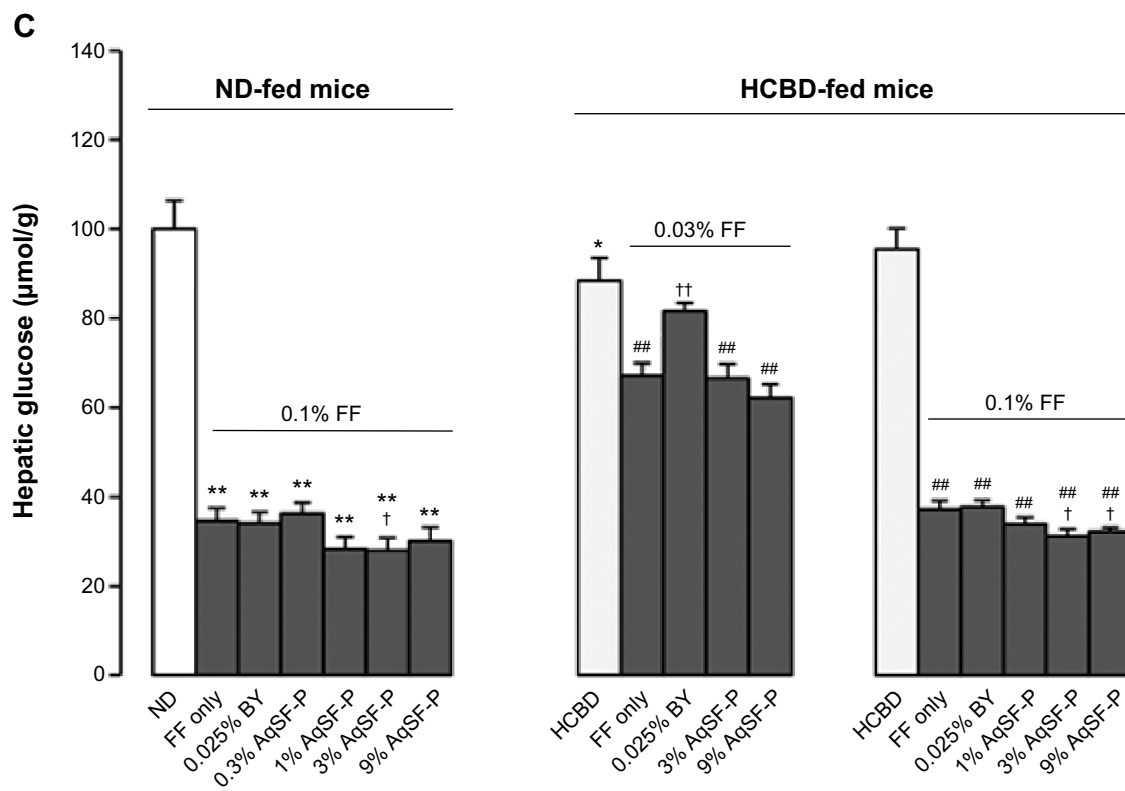 C
Hepatic glucose (µmol/g)
140
120
100
80
60
40
20
0
ND-fed mice
0.1% FF
**
**
**
**
**
†
**
ND
FF only
0.025% BY
0.3% AqSF-P
1% AqSF-P
3% AqSF-P
9% AqSF-P
HCBD-fed mice
*
0.03% FF
##
††
##
##
HCBD
FF only
0.025% BY
3% AqSF-P
9% AqSF-P
0.1% FF
##
##
##
##
†
##
†
HCBD
FF only
0.025% BY
1% AqSF-P
3% AqSF-P
9% AqSF-P